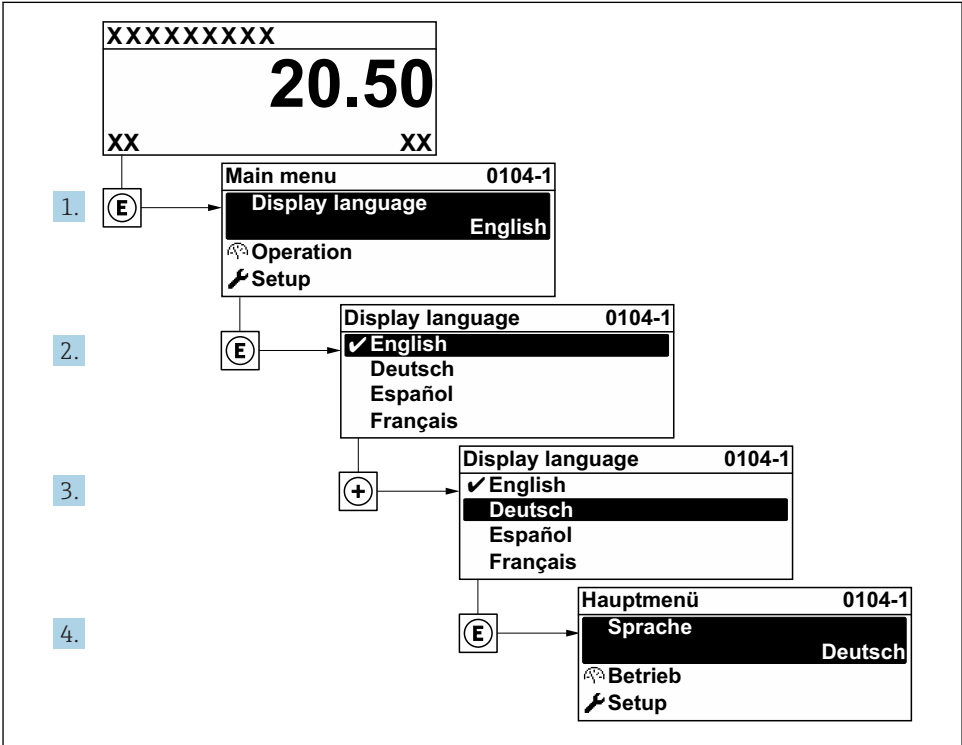 XXXXXXXXX
20.50
XX XX
1. E
Main menu 0104-1
Display language
English
Operation
Setup
2. E
Display language 0104-1
✔English
Deutsch
Español
Français
3. +
Display language 0104-1
✔English
Deutsch
Español
Français
4. E
Hauptmenü 0104-1
Sprache
Deutsch
Betrieb
Setup